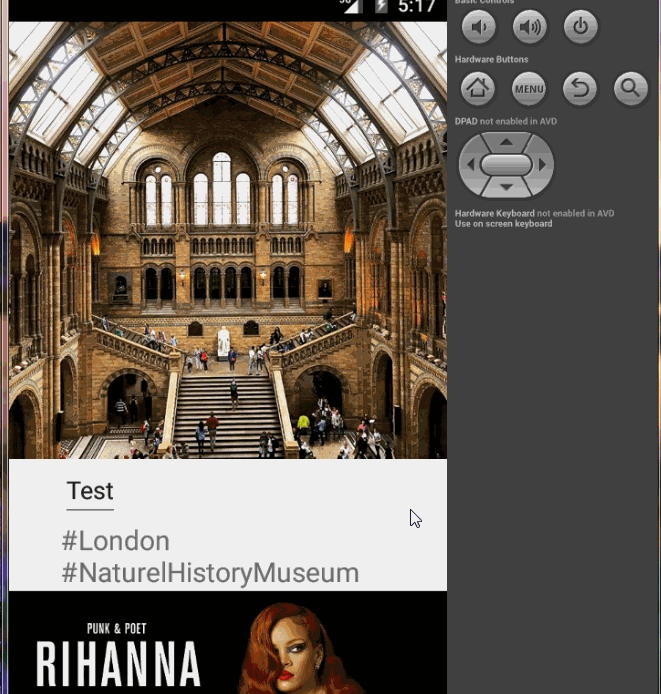 5:17
Test
#London
#NaturelHistoryMuseum
PUNK & POET
RIHANNA
Basic Controls
Hardware Buttons
MENU
DPAD not enabled in AVD
Hardware Keyboard not enabled in AVD
Use on screen keyboard